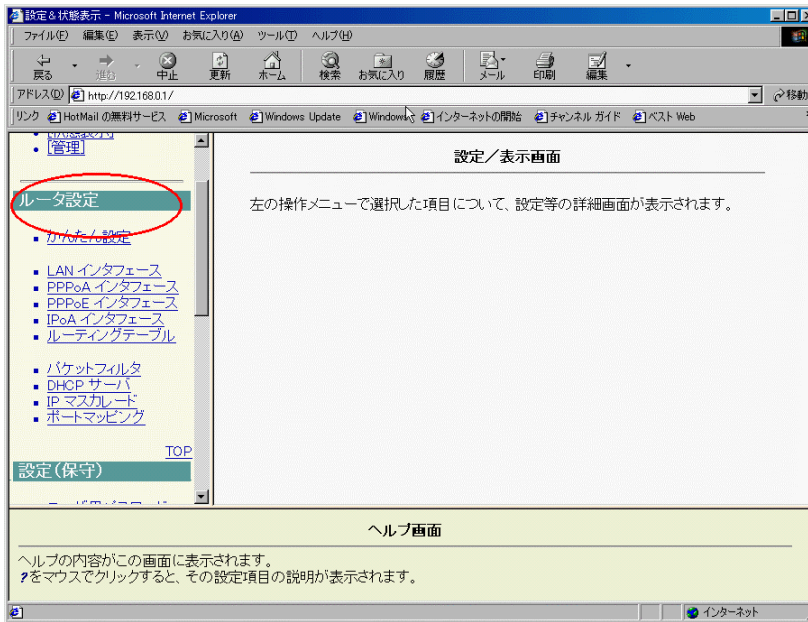 設定&状態表示 - Microsoft Internet Explorer
ファイル(F) 編集(E) 表示(V) お気に入り(A) ツール(T) ヘルプ(H)
戻る 進む 中止 更新 ホーム 検索 お気に入り 履歴 メール 印刷 編集
アドレス(D) http://192.168.0.1/ 移動
リンク HotMail の無料サービス Microsoft Windows Update Windows インターネットの開始 チャンネル ガイド ベスト Web
[管理]
ルータ設定
かんたん設定
LAN インタフェース
PPPoA インタフェース
PPPoE インタフェース
IPoA インタフェース
ルーティングテーブル
パケットフィルタ
DHCP サーバ
IP マスカレード
ポートマッピング
TOP
設定(保守)
設定/表示画面
左の操作メニューで選択した項目について、設定等の詳細画面が表示されます。
ヘルプ画面
ヘルプの内容がこの画面に表示されます。
?をマウスでクリックすると、その設定項目の説明が表示されます。
インターネット